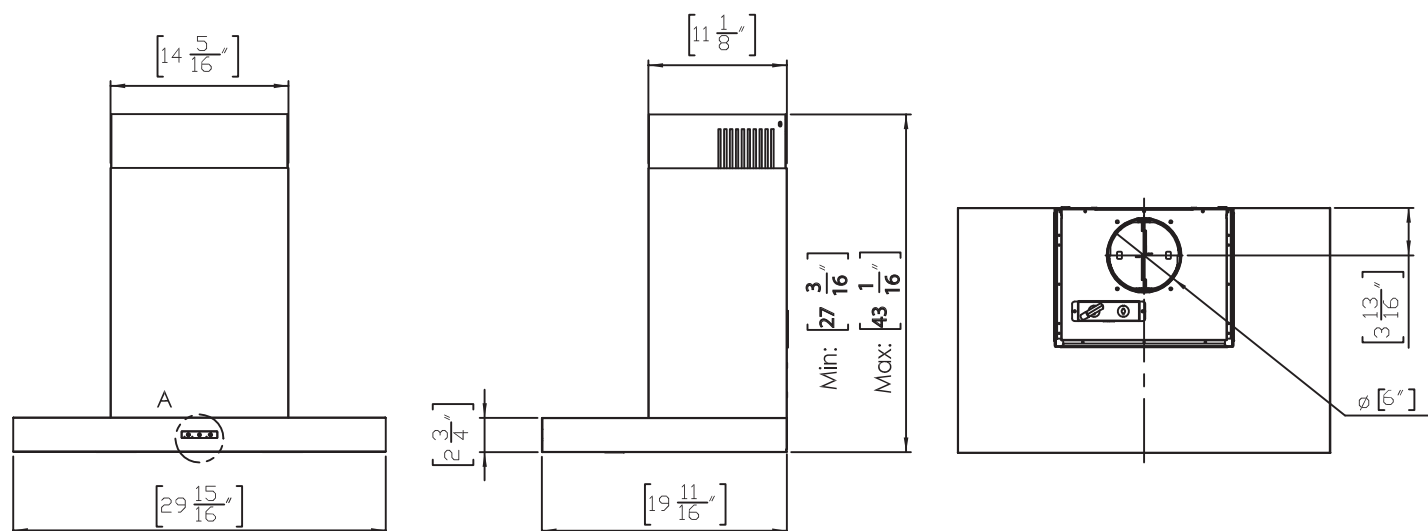 [14 5/16″]
[11 1/8″]
Min: [27 3/16″]
Max: [43 1/16″]
[3 13/16″]
A
[2 3/4″]
ø [6″]
[29 15/16″]
[19 11/16″]